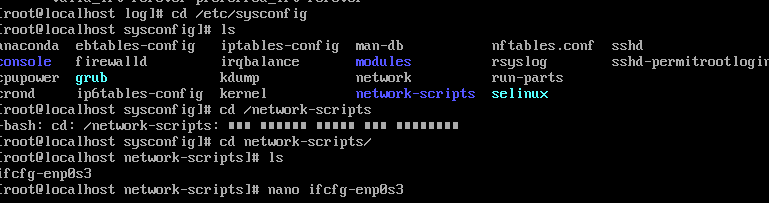 [root@localhost log]# cd /etc/sysconfig
[root@localhost sysconfig]# ls
anaconda ebtables-config iptables-config man-db nftables.conf sshd
console firewalld irqbalance modules rsyslog sshd-permitrootlogin
cpupower grub kdump network run-parts
crond ip6tables-config kernel network-scripts selinux
[root@localhost sysconfig]# cd /network-scripts
-bash: cd: /network-scripts: ■■■ ■■■■■■ ■■■■■ ■■■ ■■■■■■■■
[root@localhost sysconfig]# cd network-scripts/
[root@localhost network-scripts]# ls
ifcfg-enp0s3
[root@localhost network-scripts]# nano ifcfg-enp0s3